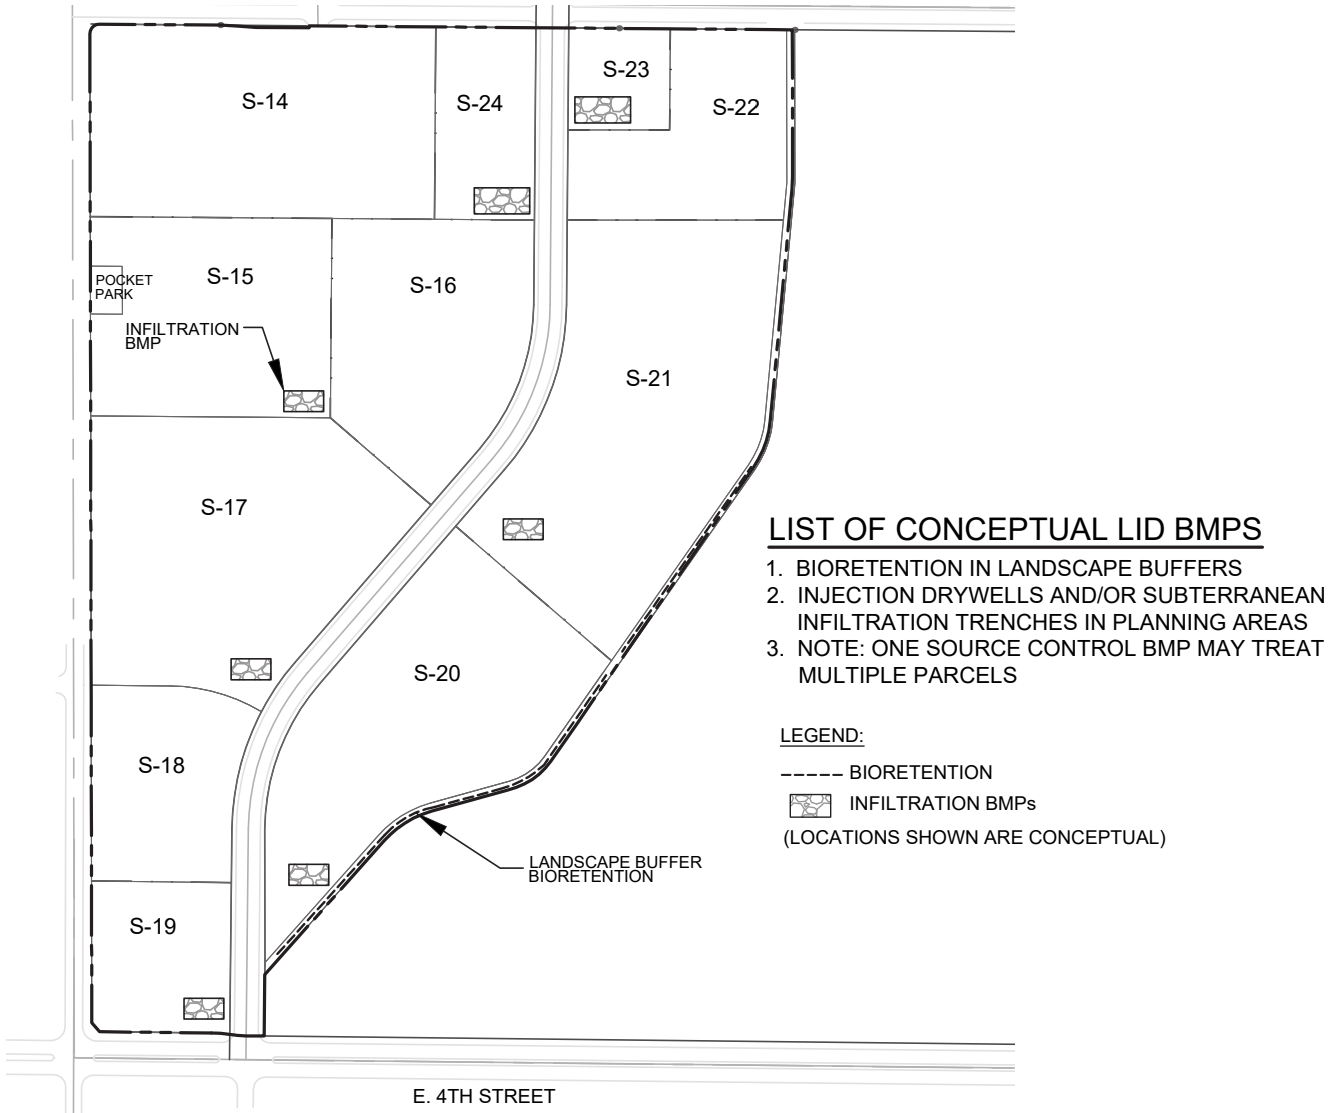 S-14
S-24
S-23
S-22
POCKET
PARK
S-15
S-16
INFILTRATION
BMP
S-21
S-17
S-20
S-18
S-19
LANDSCAPE BUFFER
BIORETENTION
E. 4TH STREET
LIST OF CONCEPTUAL LID BMPS
1. BIORETENTION IN LANDSCAPE BUFFERS
2. INJECTION DRYWELLS AND/OR SUBTERRANEAN
INFILTRATION TRENCHES IN PLANNING AREAS
3. NOTE: ONE SOURCE CONTROL BMP MAY TREAT
MULTIPLE PARCELS
LEGEND:
BIORETENTION
INFILTRATION BMPs
(LOCATIONS SHOWN ARE CONCEPTUAL)